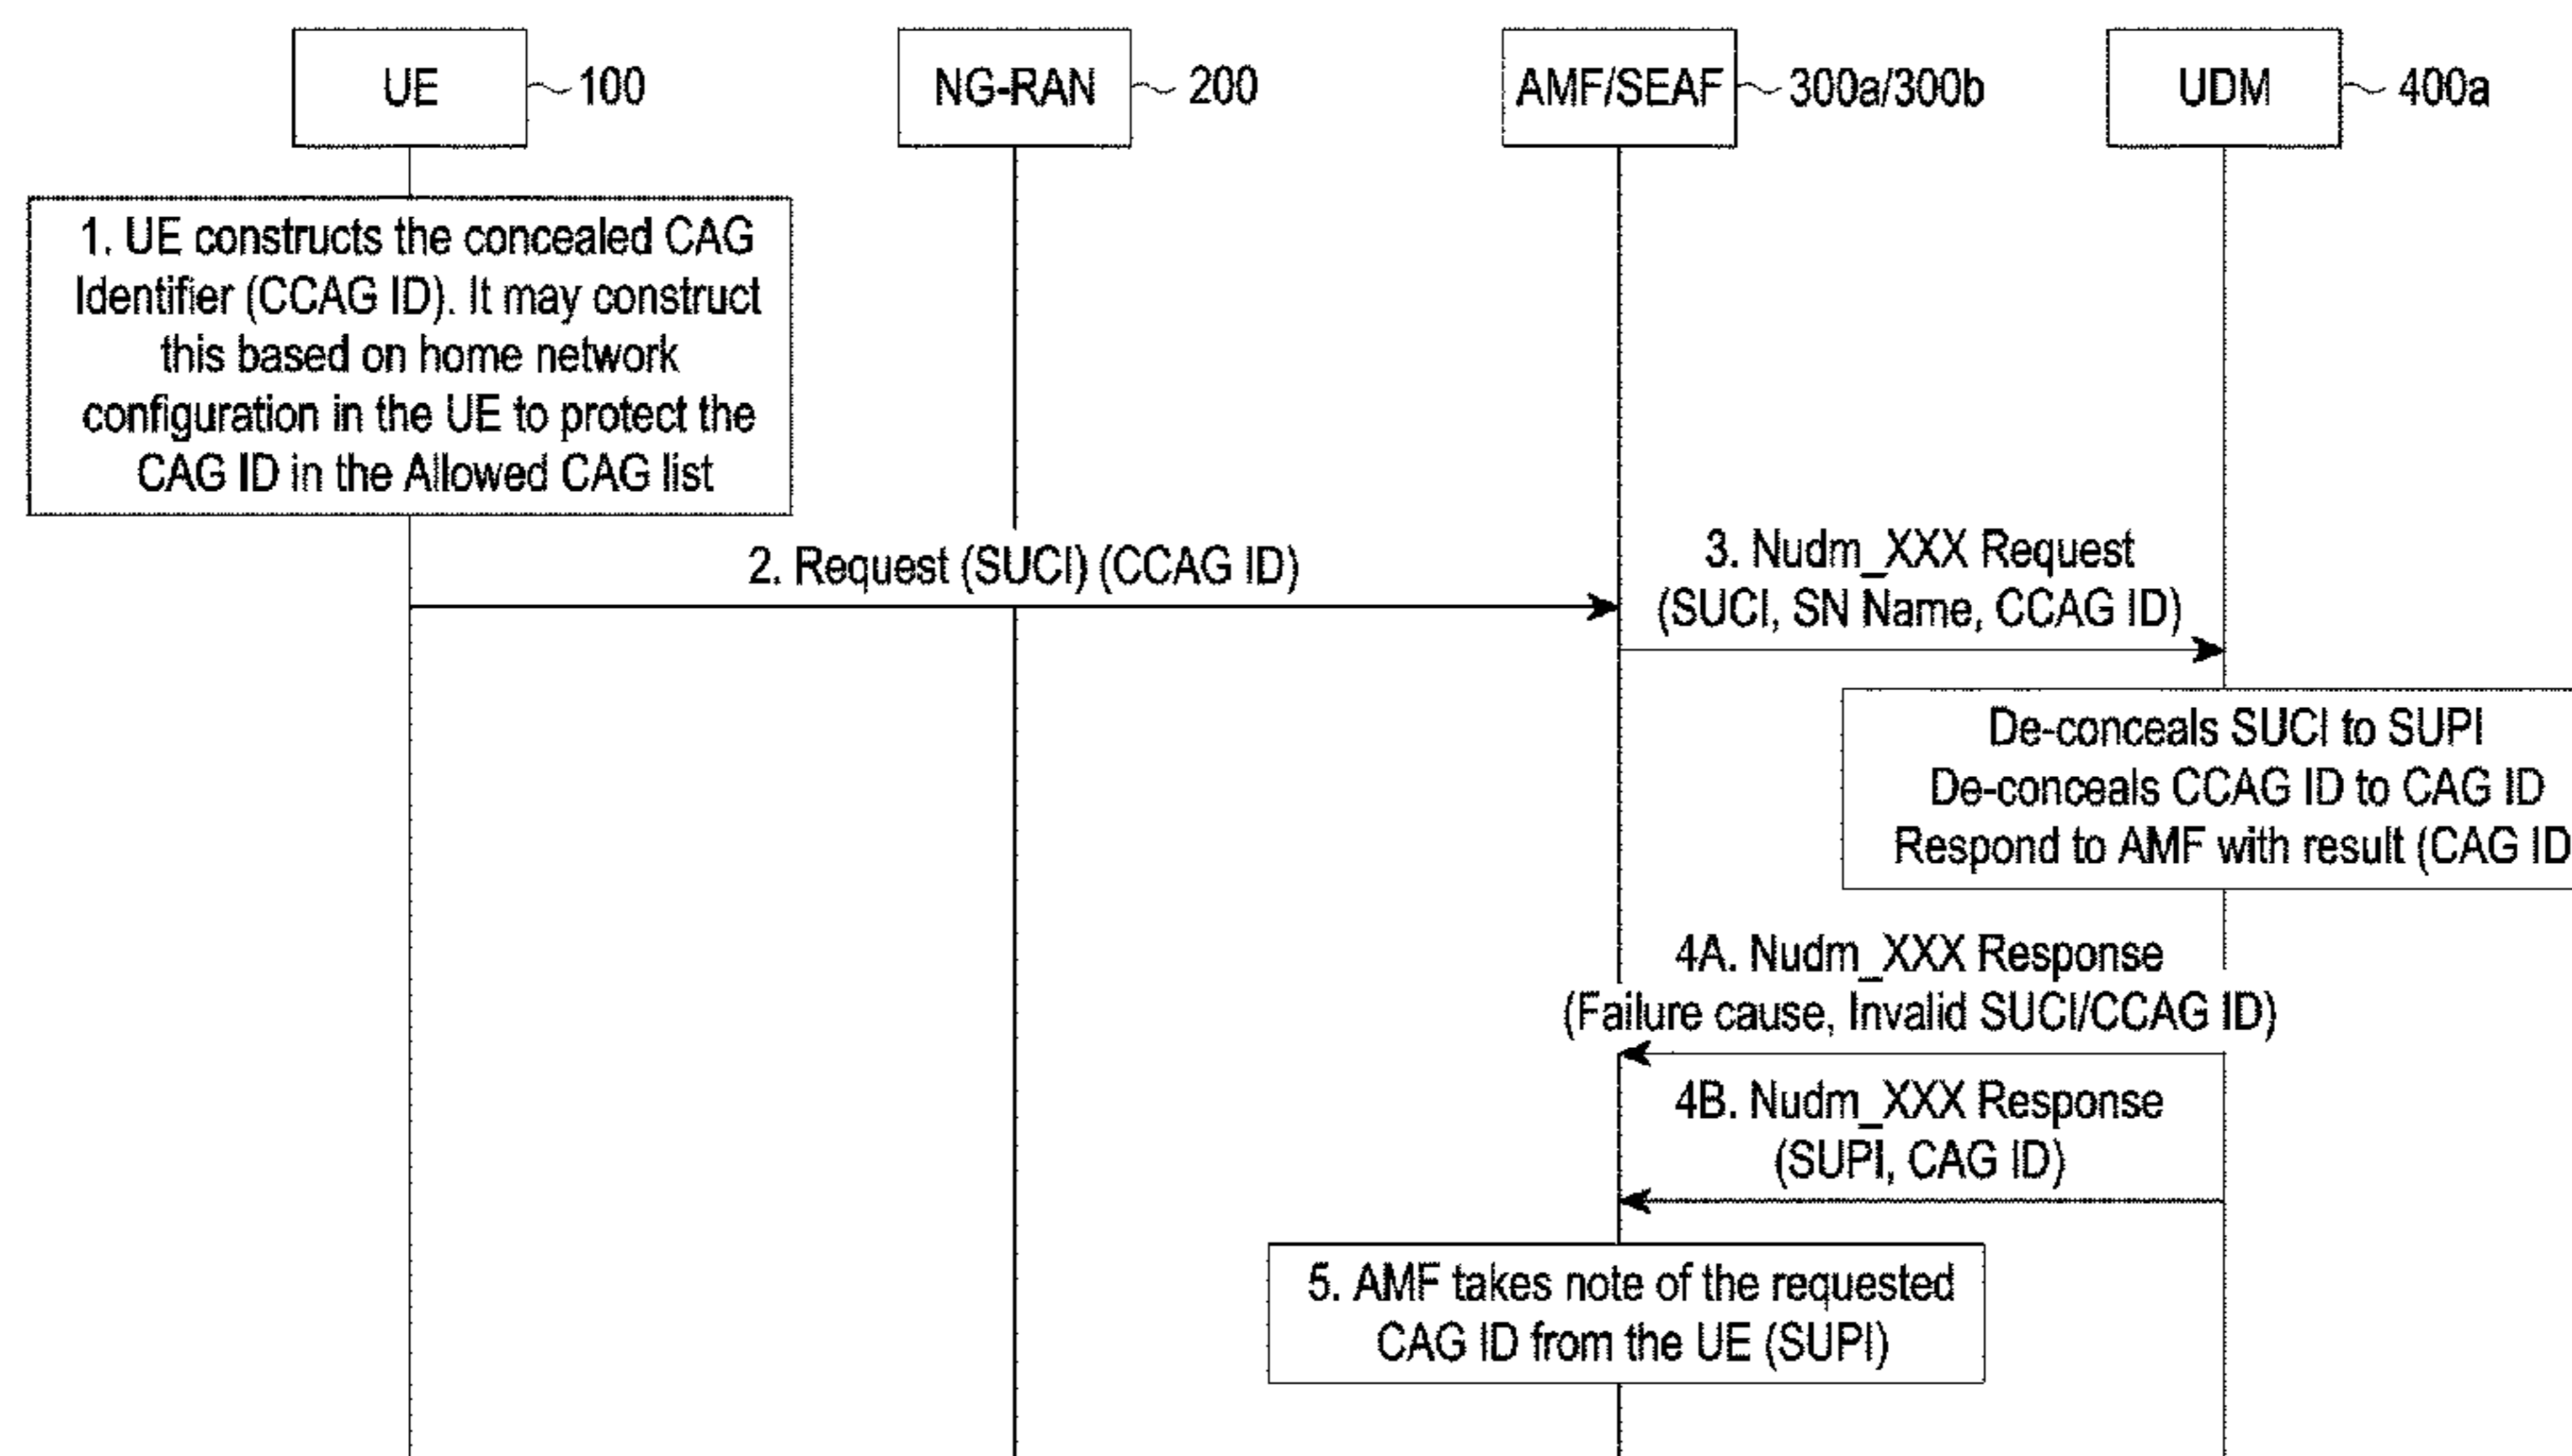 UE
100
NG-RAN
200
AMF/SEAF
300a/300b
UDM
400a
1. UE constructs the concealed CAG
Identifier (CCAG ID). It may construct
this based on home network
configuration in the UE to protect the
CAG ID in the Allowed CAG list
2. Request (SUCI) (CCAG ID)
3. Nudm_XXX Request
(SUCI, SN Name, CCAG ID)
De-conceals SUCI to SUPI
De-conceals CCAG ID to CAG ID
Respond to AMF with result (CAG ID
4A. Nudm_XXX Response
(Failure cause, Invalid SUCI/CCAG ID)
4B. Nudm_XXX Response
(SUPI, CAG ID)
5. AMF takes note of the requested
CAG ID from the UE (SUPI)